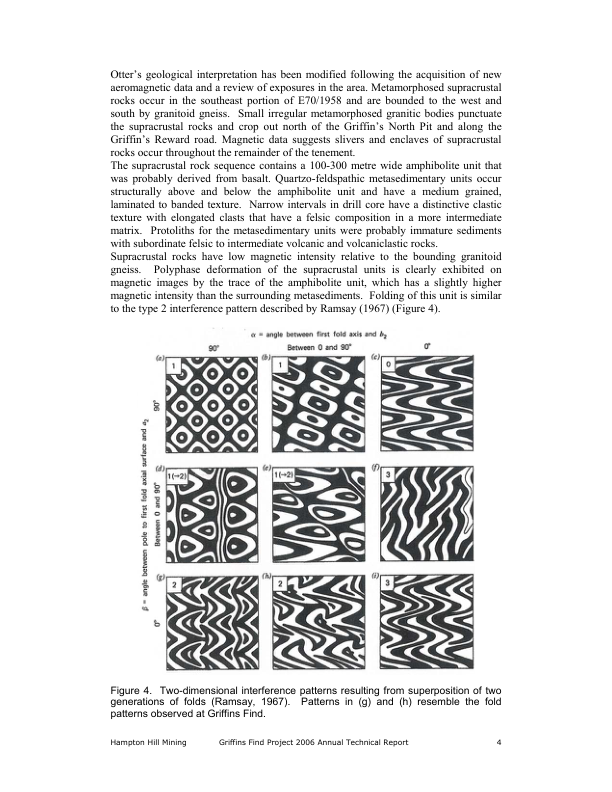 Otter's geological interpretation has been modified following the acquisition of new
aeromagnetic data and a review of exposures in the area. Metamorphosed supracrustal
rocks occur in the southeast portion of E70/1958 and are bounded to the west and
south by granitoid gneiss.  Small irregular metamorphosed granitic bodies punctuate
the supracrustal rocks and crop out north of the Griffin's North Pit and along the
Griffin's Reward road. Magnetic data suggests slivers and enclaves of supracrustal
rocks occur throughout the remainder of the tenement.
The supracrustal rock sequence contains a 100-300 metre wide amphibolite unit that
was probably derived from basalt. Quartzo-feldspathic metasedimentary units occur
structurally above and below the amphibolite unit and have a medium grained,
laminated to banded texture.  Narrow intervals in drill core have a distinctive clastic
texture with elongated clasts that have a felsic composition in a more intermediate
matrix.  Protoliths for the metasedimentary units were probably immature sediments
with subordinate felsic to intermediate volcanic and volcaniclastic rocks.
Supracrustal rocks have low magnetic intensity relative to the bounding granitoid
gneiss.  Polyphase deformation of the supracrustal units is clearly exhibited on
magnetic images by the trace of the amphibolite unit, which has a slightly higher
magnetic intensity than the surrounding metasediments.  Folding of this unit is similar
to the type 2 interference pattern described by Ramsay (1967) (Figure 4).
α = angle between first fold axis and b₂
90° Between 0 and 90° 0°
(a) 1 (b) 1 (c) 0
90°
(d) 1(→2) (e) 1(→2) (f) 3
Between 0 and 90°
(g) 2 (h) 2 (i) 3
0°
β = angle between pole to first fold axial surface and a₂
Figure 4.  Two-dimensional interference patterns resulting from superposition of two
generations of folds (Ramsay, 1967).  Patterns in (g) and (h) resemble the fold
patterns observed at Griffins Find.
Hampton Hill Mining Griffins Find Project 2006 Annual Technical Report 4